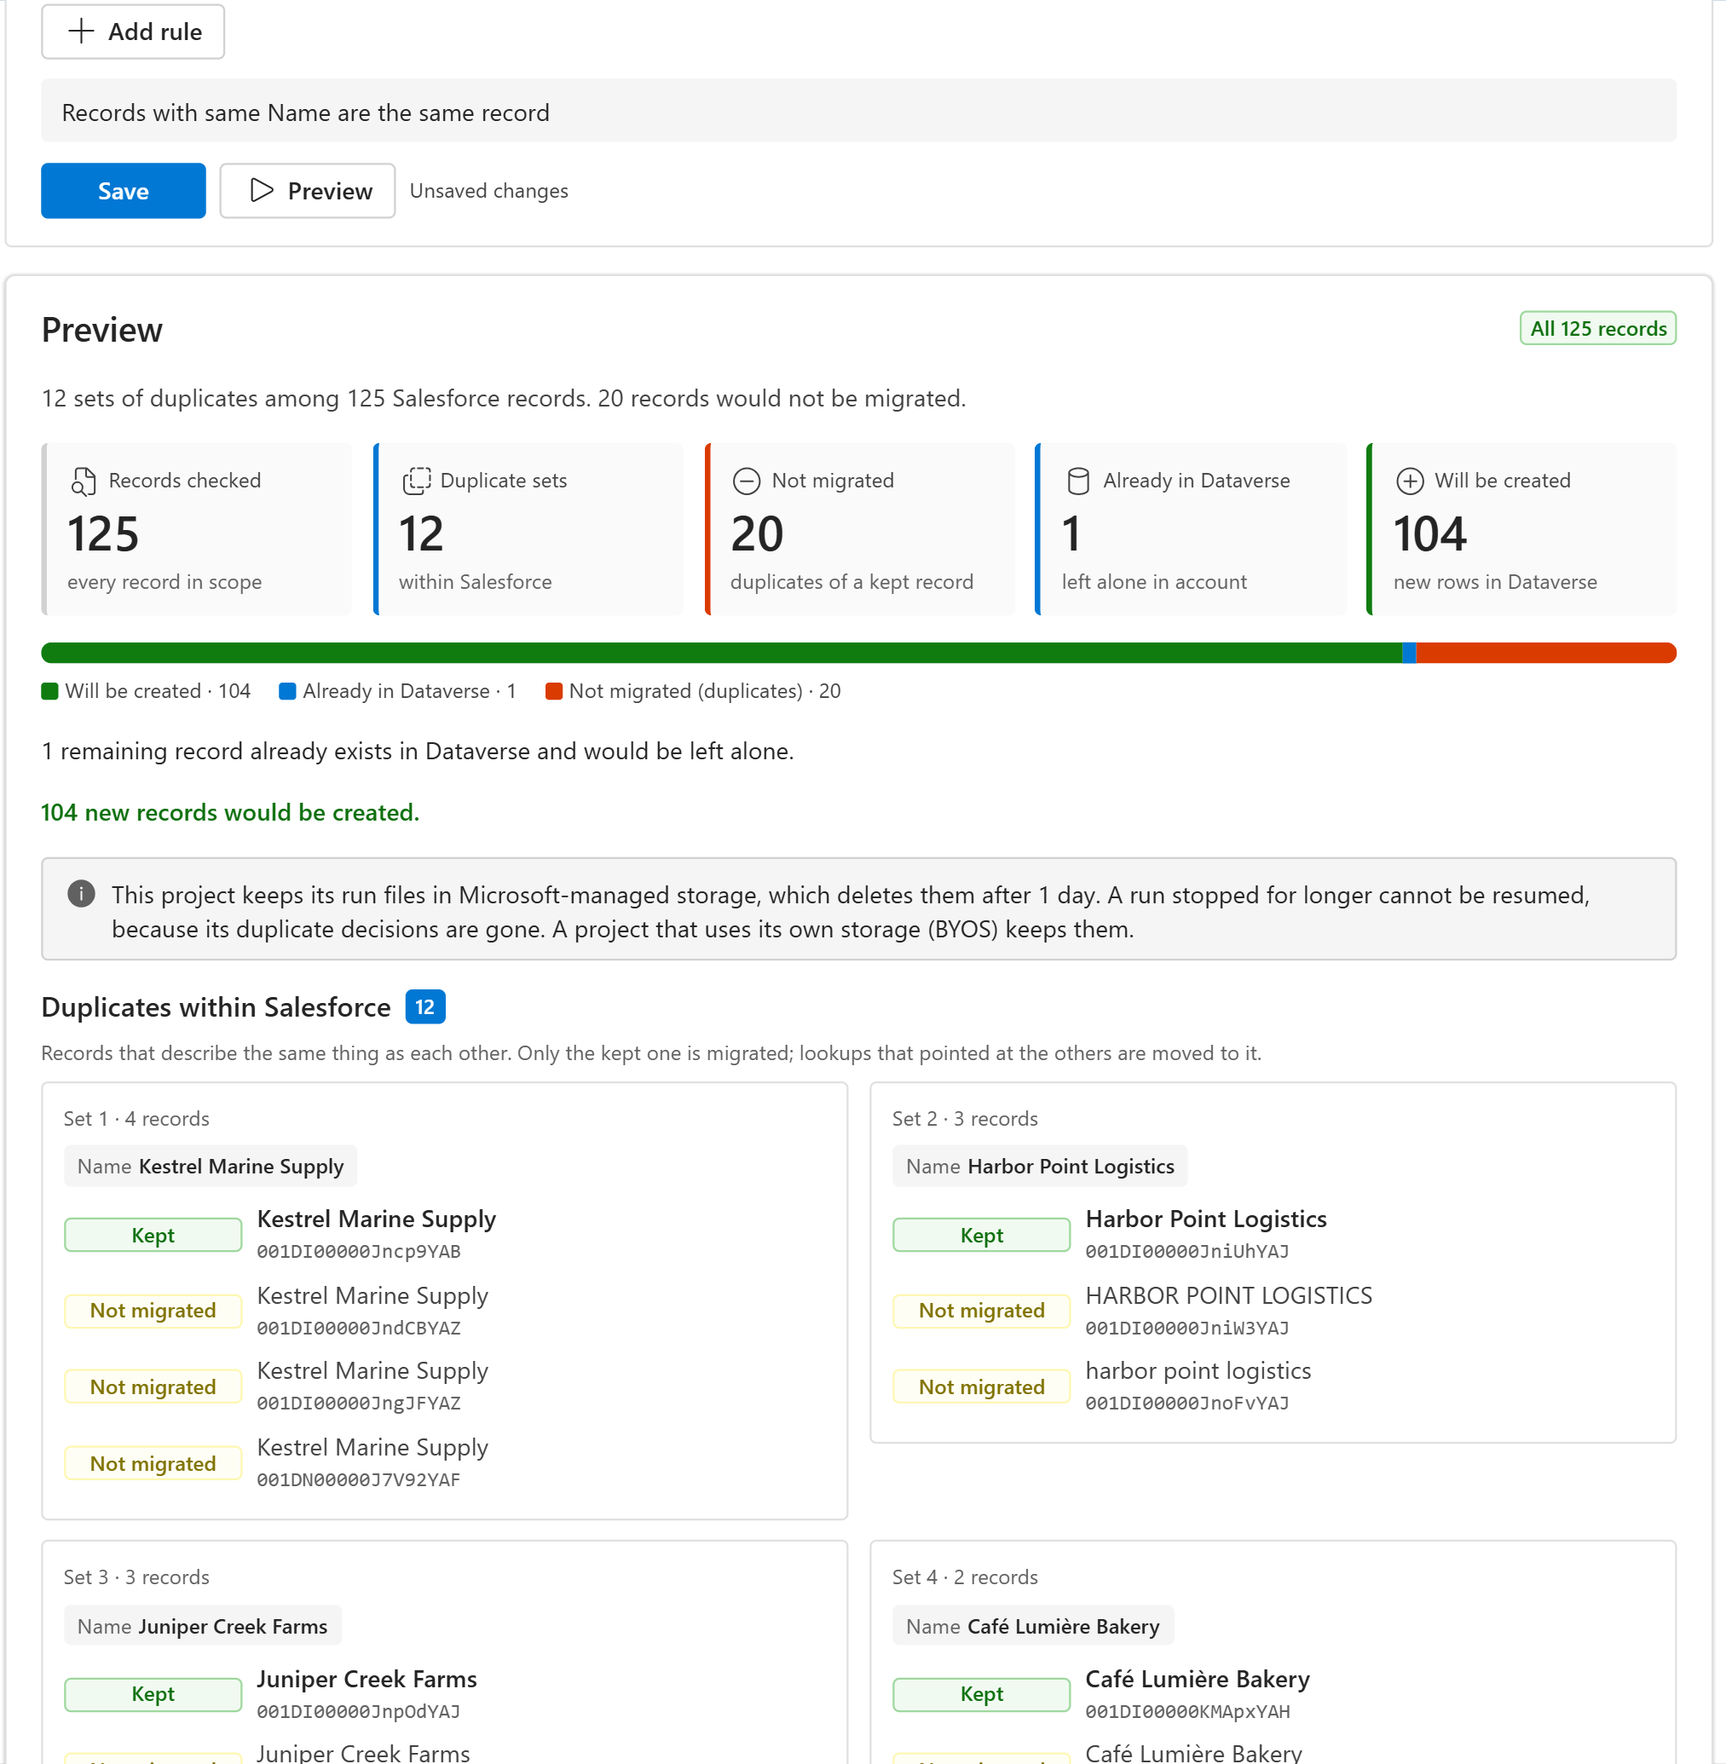 Add rule
Records with same Name are the same record
Save
Preview
Unsaved changes
Preview
All 125 records
12 sets of duplicates among 125 Salesforce records. 20 records would not be migrated.
Records checked
125
every record in scope
Duplicate sets
12
within Salesforce
Not migrated
20
duplicates of a kept record
Already in Dataverse
1
left alone in account
Will be created
104
new rows in Dataverse
Will be created · 104
Already in Dataverse · 1
Not migrated (duplicates) · 20
1 remaining record already exists in Dataverse and would be left alone.
104 new records would be created.
This project keeps its run files in Microsoft-managed storage, which deletes them after 1 day. A run stopped for longer cannot be resumed,
because its duplicate decisions are gone. A project that uses its own storage (BYOS) keeps them.
Duplicates within Salesforce 12
Records that describe the same thing as each other. Only the kept one is migrated; lookups that pointed at the others are moved to it.
Set 1 · 4 records
Name Kestrel Marine Supply
Kept
Kestrel Marine Supply
001DI00000Jncp9YAB
Not migrated
Kestrel Marine Supply
001DI00000JndCBYAZ
Not migrated
Kestrel Marine Supply
001DI00000JngJFYAZ
Not migrated
Kestrel Marine Supply
001DN00000J7V92YAF
Set 2 · 3 records
Name Harbor Point Logistics
Kept
Harbor Point Logistics
001DI00000JniUhYAJ
Not migrated
HARBOR POINT LOGISTICS
001DI00000JniW3YAJ
Not migrated
harbor point logistics
001DI00000JnoFvYAJ
Set 3 · 3 records
Name Juniper Creek Farms
Kept
Juniper Creek Farms
001DI00000JnpOdYAJ
Juniper Creek Farms
Set 4 · 2 records
Name Café Lumière Bakery
Kept
Café Lumière Bakery
001DI00000KMApxYAH
Café Lumière Bakery